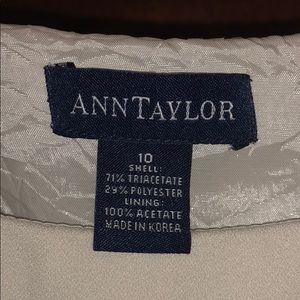 ANNTAYLOR
10
SHELL:
71% TRIACETATE
29% POLYESTER
LINING:
100% ACETATE
MADE IN KOREA